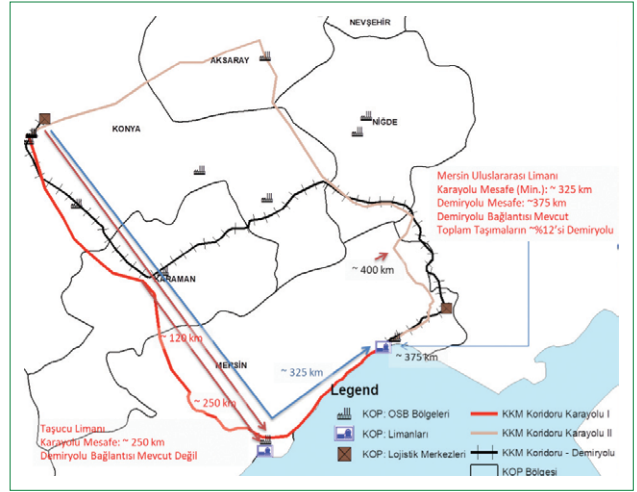 NEVŞEHİR
AKSARAY
NİĞDE
KONYA
Mersin Uluslararası Limanı
Karayolu Mesafe (Min.): ~ 325 km
Demiryolu Mesafe: ~375 km
Demiryolu Bağlantısı Mevcut
Toplam Taşımaların ~%12'si Demiryolu
~ 400 km
KARAMAN
~ 120 km
MERSİN
~ 325 km
~ 375 km
~ 250 km
Taşucu Limanı
Karayolu Mesafe: ~ 250 km
Demiryolu Bağlantısı Mevcut Değil
Legend
KOP: OSB Bölgeleri
KOP: Limanları
KOP: Lojistik Merkezleri
KKM Koridoru Karayolu I
KKM Koridoru Karayolu II
KKM Koridoru - Demiryolu
KOP Bölgesi